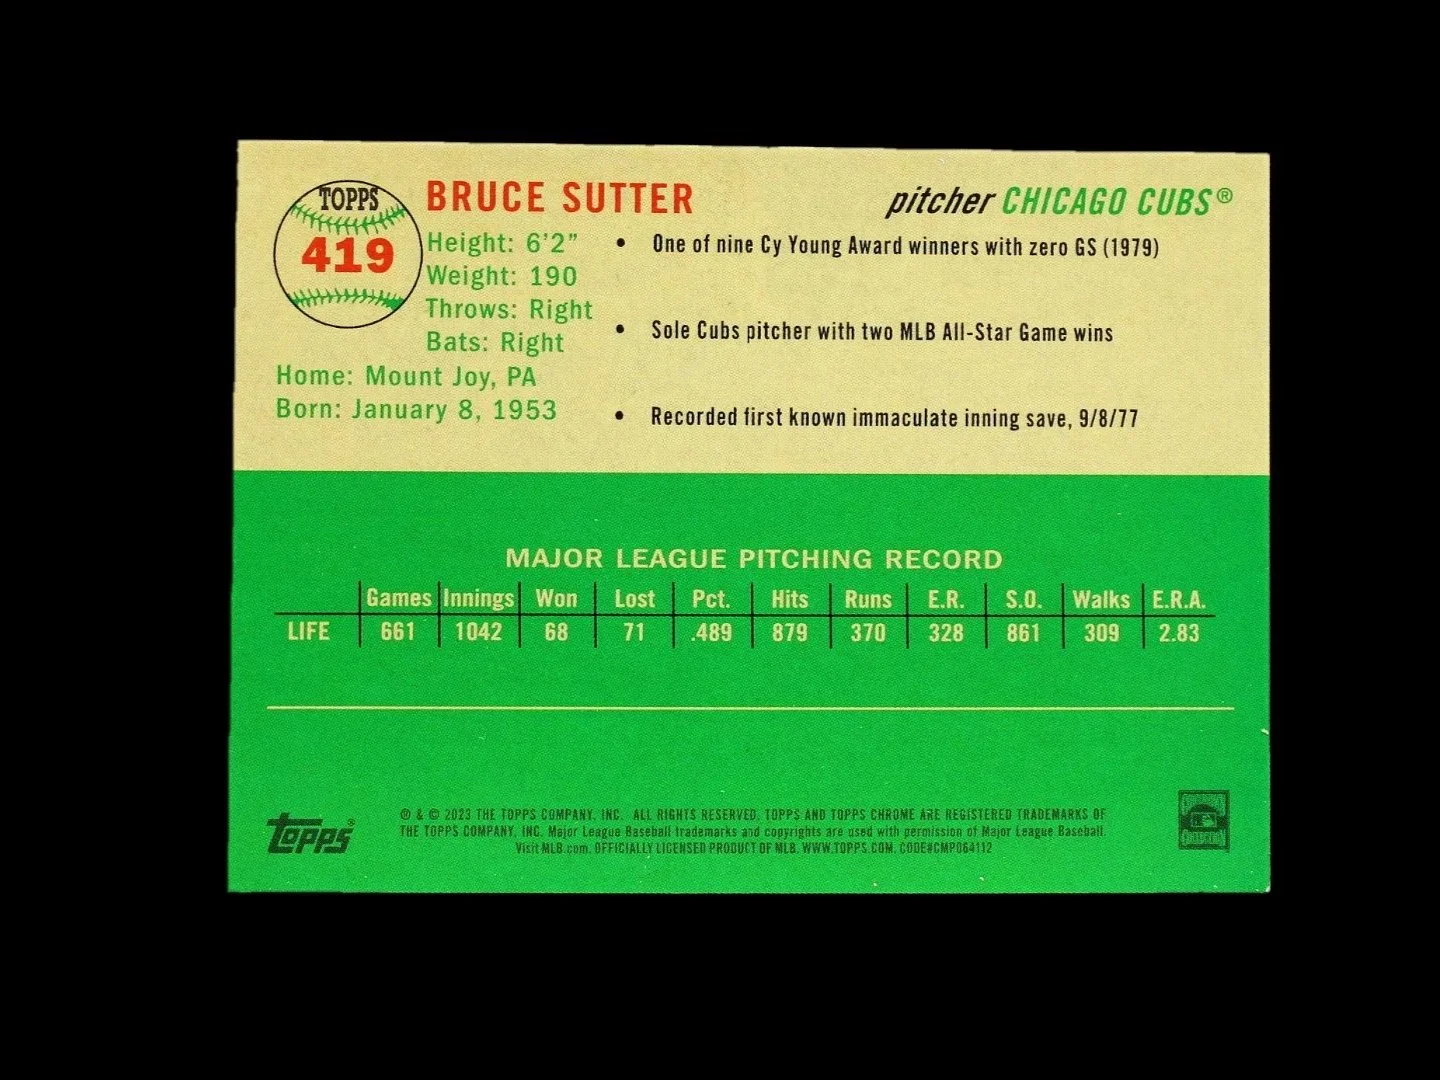 TOPPS
419
BRUCE SUTTER
pitcher CHICAGO CUBS®
Height: 6'2"
Weight: 190
Throws: Right
Bats: Right
Home: Mount Joy, PA
Born: January 8, 1953
• One of nine Cy Young Award winners with zero GS (1979)
• Sole Cubs pitcher with two MLB All-Star Game wins
• Recorded first known immaculate inning save, 9/8/77
MAJOR LEAGUE PITCHING RECORD
Games Innings Won Lost Pct. Hits Runs E.R. S.O. Walks E.R.A.
LIFE 661 1042 68 71 .489 879 370 328 861 309 2.83
Topps®
® & © 2023 THE TOPPS COMPANY, INC. ALL RIGHTS RESERVED. TOPPS AND TOPPS CHROME ARE REGISTERED TRADEMARKS OF
THE TOPPS COMPANY, INC. Major League Baseball trademarks and copyrights are used with permission of Major League Baseball.
Visit MLB.com. OFFICIALLY LICENSED PRODUCT OF MLB. WWW.TOPPS.COM. CODE#CMP064112